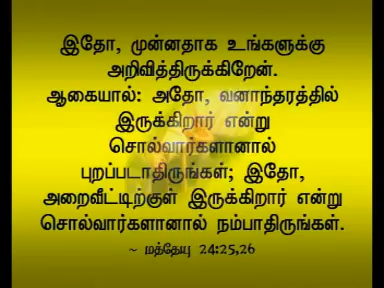 இதோ, முன்னதாக உங்களுக்கு
அறிவித்திருக்கிறேன்.
ஆகையால்: அதோ, வனாந்தரத்தில்
இருக்கிறார் என்று
சொல்வார்களானால்
புறப்படாதிருங்கள்; இதோ,
அறைவீட்டிற்குள் இருக்கிறார் என்று
சொல்வார்களானால் நம்பாதிருங்கள்.
~ மத்தேயு 24:25,26